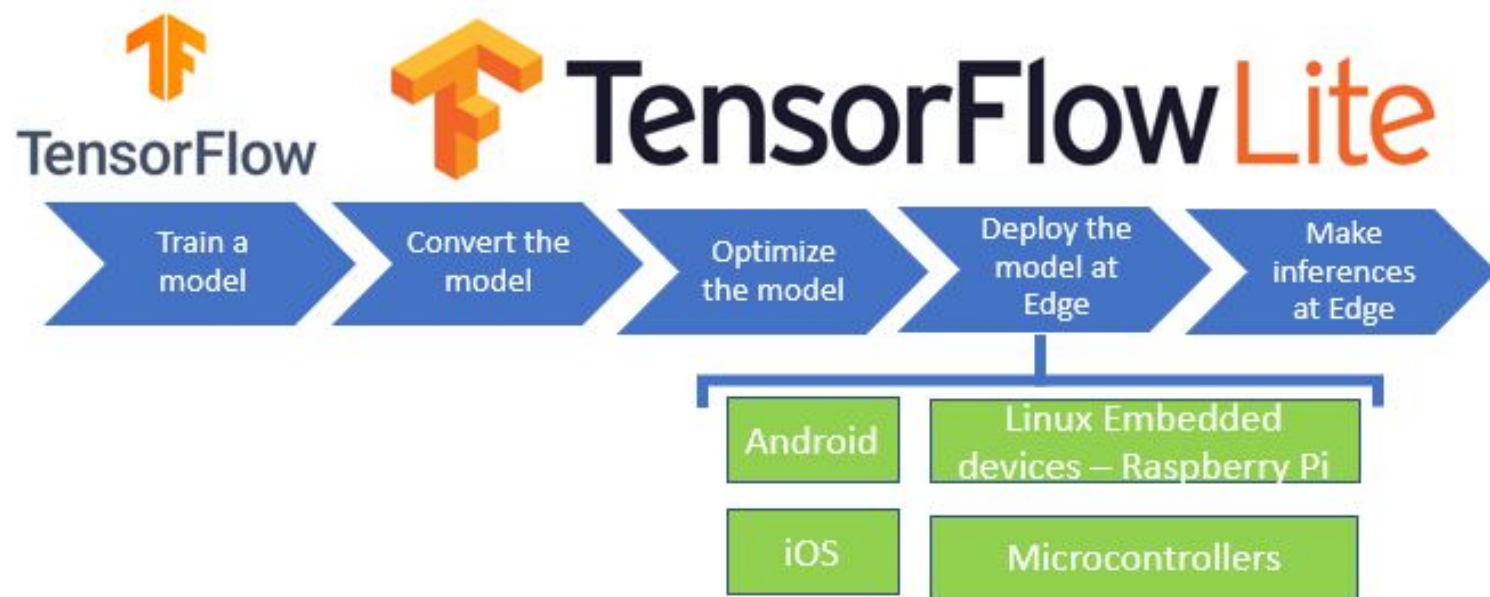 TensorFlow
TensorFlow Lite
Train a
model
Convert the
model
Optimize
the model
Deploy the
model at
Edge
Make
inferences
at Edge
Android
Linux Embedded
devices – Raspberry Pi
iOS
Microcontrollers